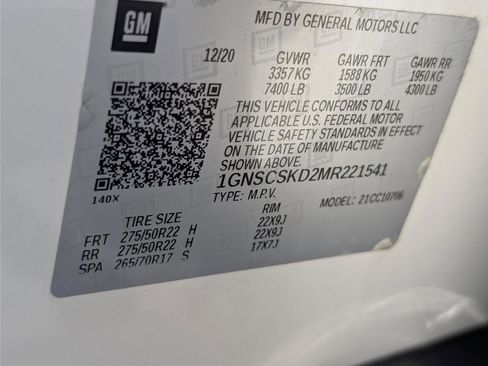 GM
MFD BY GENERAL MOTORS LLC
12/20 GVWR GAWR FRT GAWR RR
3357 KG 1588 KG 1950 KG
7400 LB 3500 LB 4300 LB
THIS VEHICLE CONFORMS TO ALL
APPLICABLE U.S. FEDERAL MOTOR
VEHICLE SAFETY STANDARDS IN EFFECT
ON THE DATE OF MANUFACTURE
SHOWN ABOVE.
1GNSCSKD2MR221541
140X TYPE: M.P.V. MODEL: 21CC10706
TIRE SIZE RIM
FRT 275/50R22 H 22X9J
RR 275/50R22 H 22X9J
SPA 265/70R17 S 17X7J